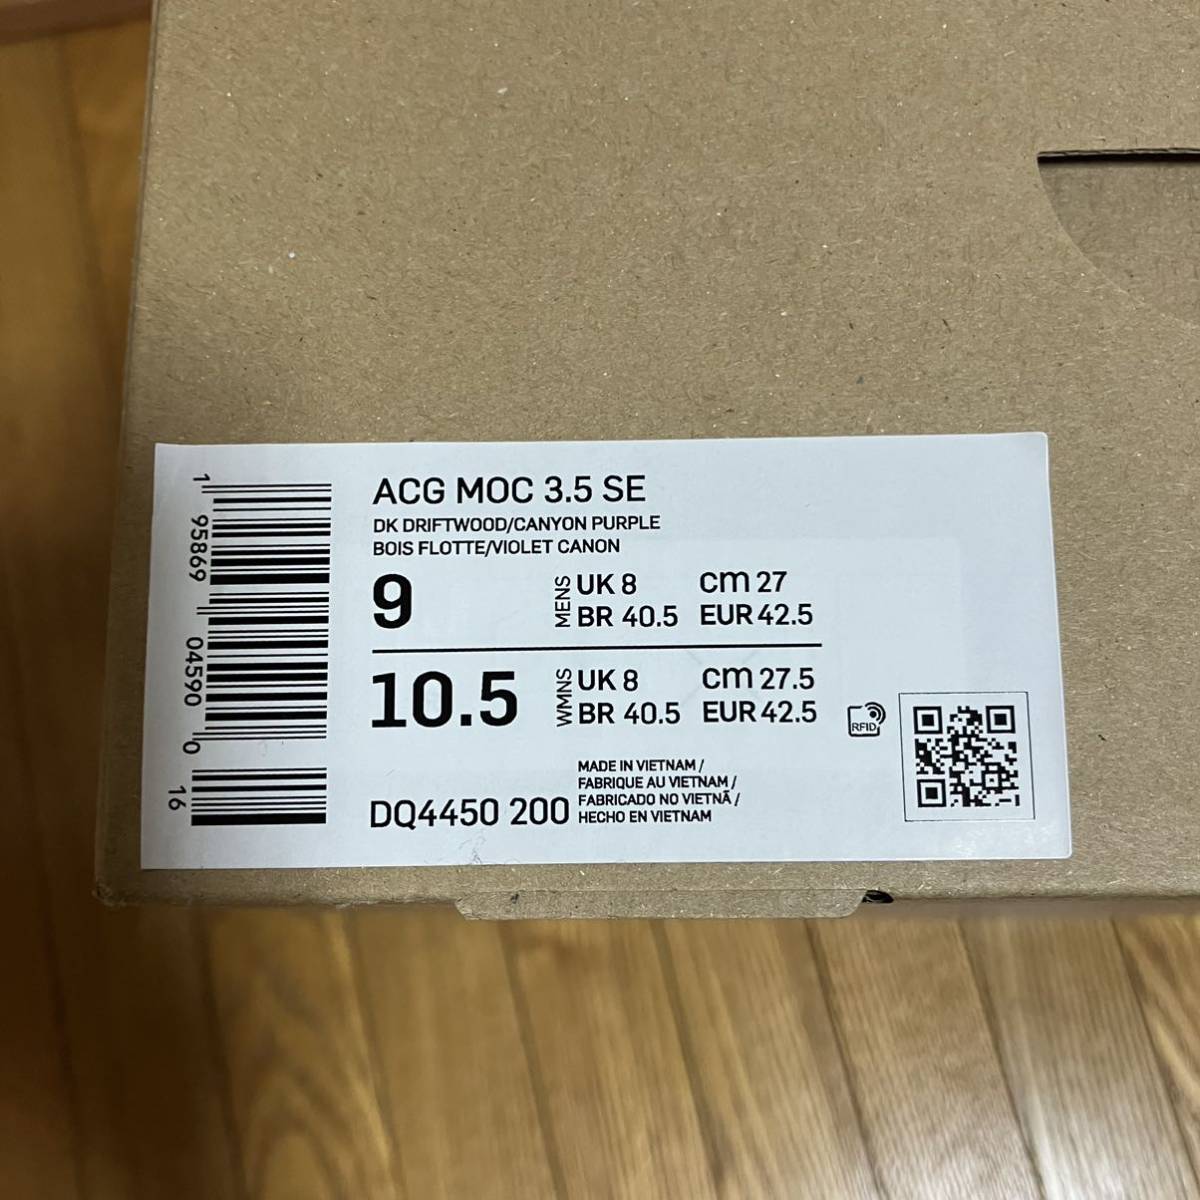 ACG MOC 3.5 SE
DK DRIFTWOOD/CANYON PURPLE
BOIS FLOTTE/VIOLET CANON
9 MENS UK 8 cm 27
BR 40.5 EUR 42.5
10.5 WMNS UK 8 cm 27.5
BR 40.5 EUR 42.5
RFID
MADE IN VIETNAM /
FABRIQUE AU VIETNAM /
FABRICADO NO VIETNÃ /
HECHO EN VIETNAM
DQ4450 200
1 95869 04590 0 16